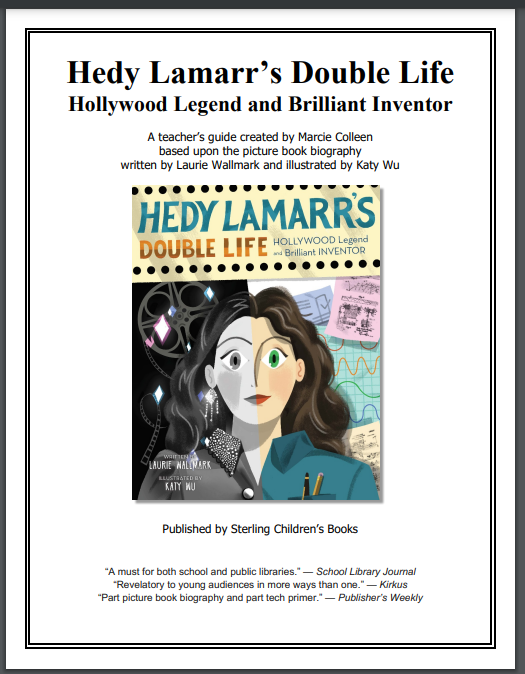 Hedy Lamarr’s Double Life
Hollywood Legend and Brilliant Inventor
A teacher’s guide created by Marcie Colleen
based upon the picture book biography
written by Laurie Wallmark and illustrated by Katy Wu
HEDY LAMARR'S
DOUBLE LIFE
HOLLYWOOD Legend
and Brilliant INVENTOR
WRITTEN BY
LAURIE WALLMARK
ILLUSTRATED BY
KATY WU
Published by Sterling Children’s Books
“A must for both school and public libraries.” — School Library Journal
“Revelatory to young audiences in more ways than one.” — Kirkus
“Part picture book biography and part tech primer.” — Publisher’s Weekly